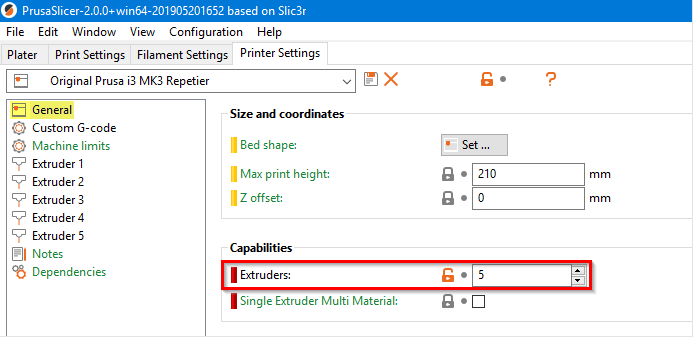 PrusaSlicer-2.0.0+win64-201905201652 based on Slic3r
File Edit Window View Configuration Help
Plater Print Settings Filament Settings Printer Settings
Original Prusa i3 MK3 Repetier ?
General
Custom G-code
Machine limits
Extruder 1
Extruder 2
Extruder 3
Extruder 4
Extruder 5
Notes
Dependencies
Size and coordinates
Bed shape: Set ...
Max print height: 210 mm
Z offset: 0 mm
Capabilities
Extruders: 5
Single Extruder Multi Material: